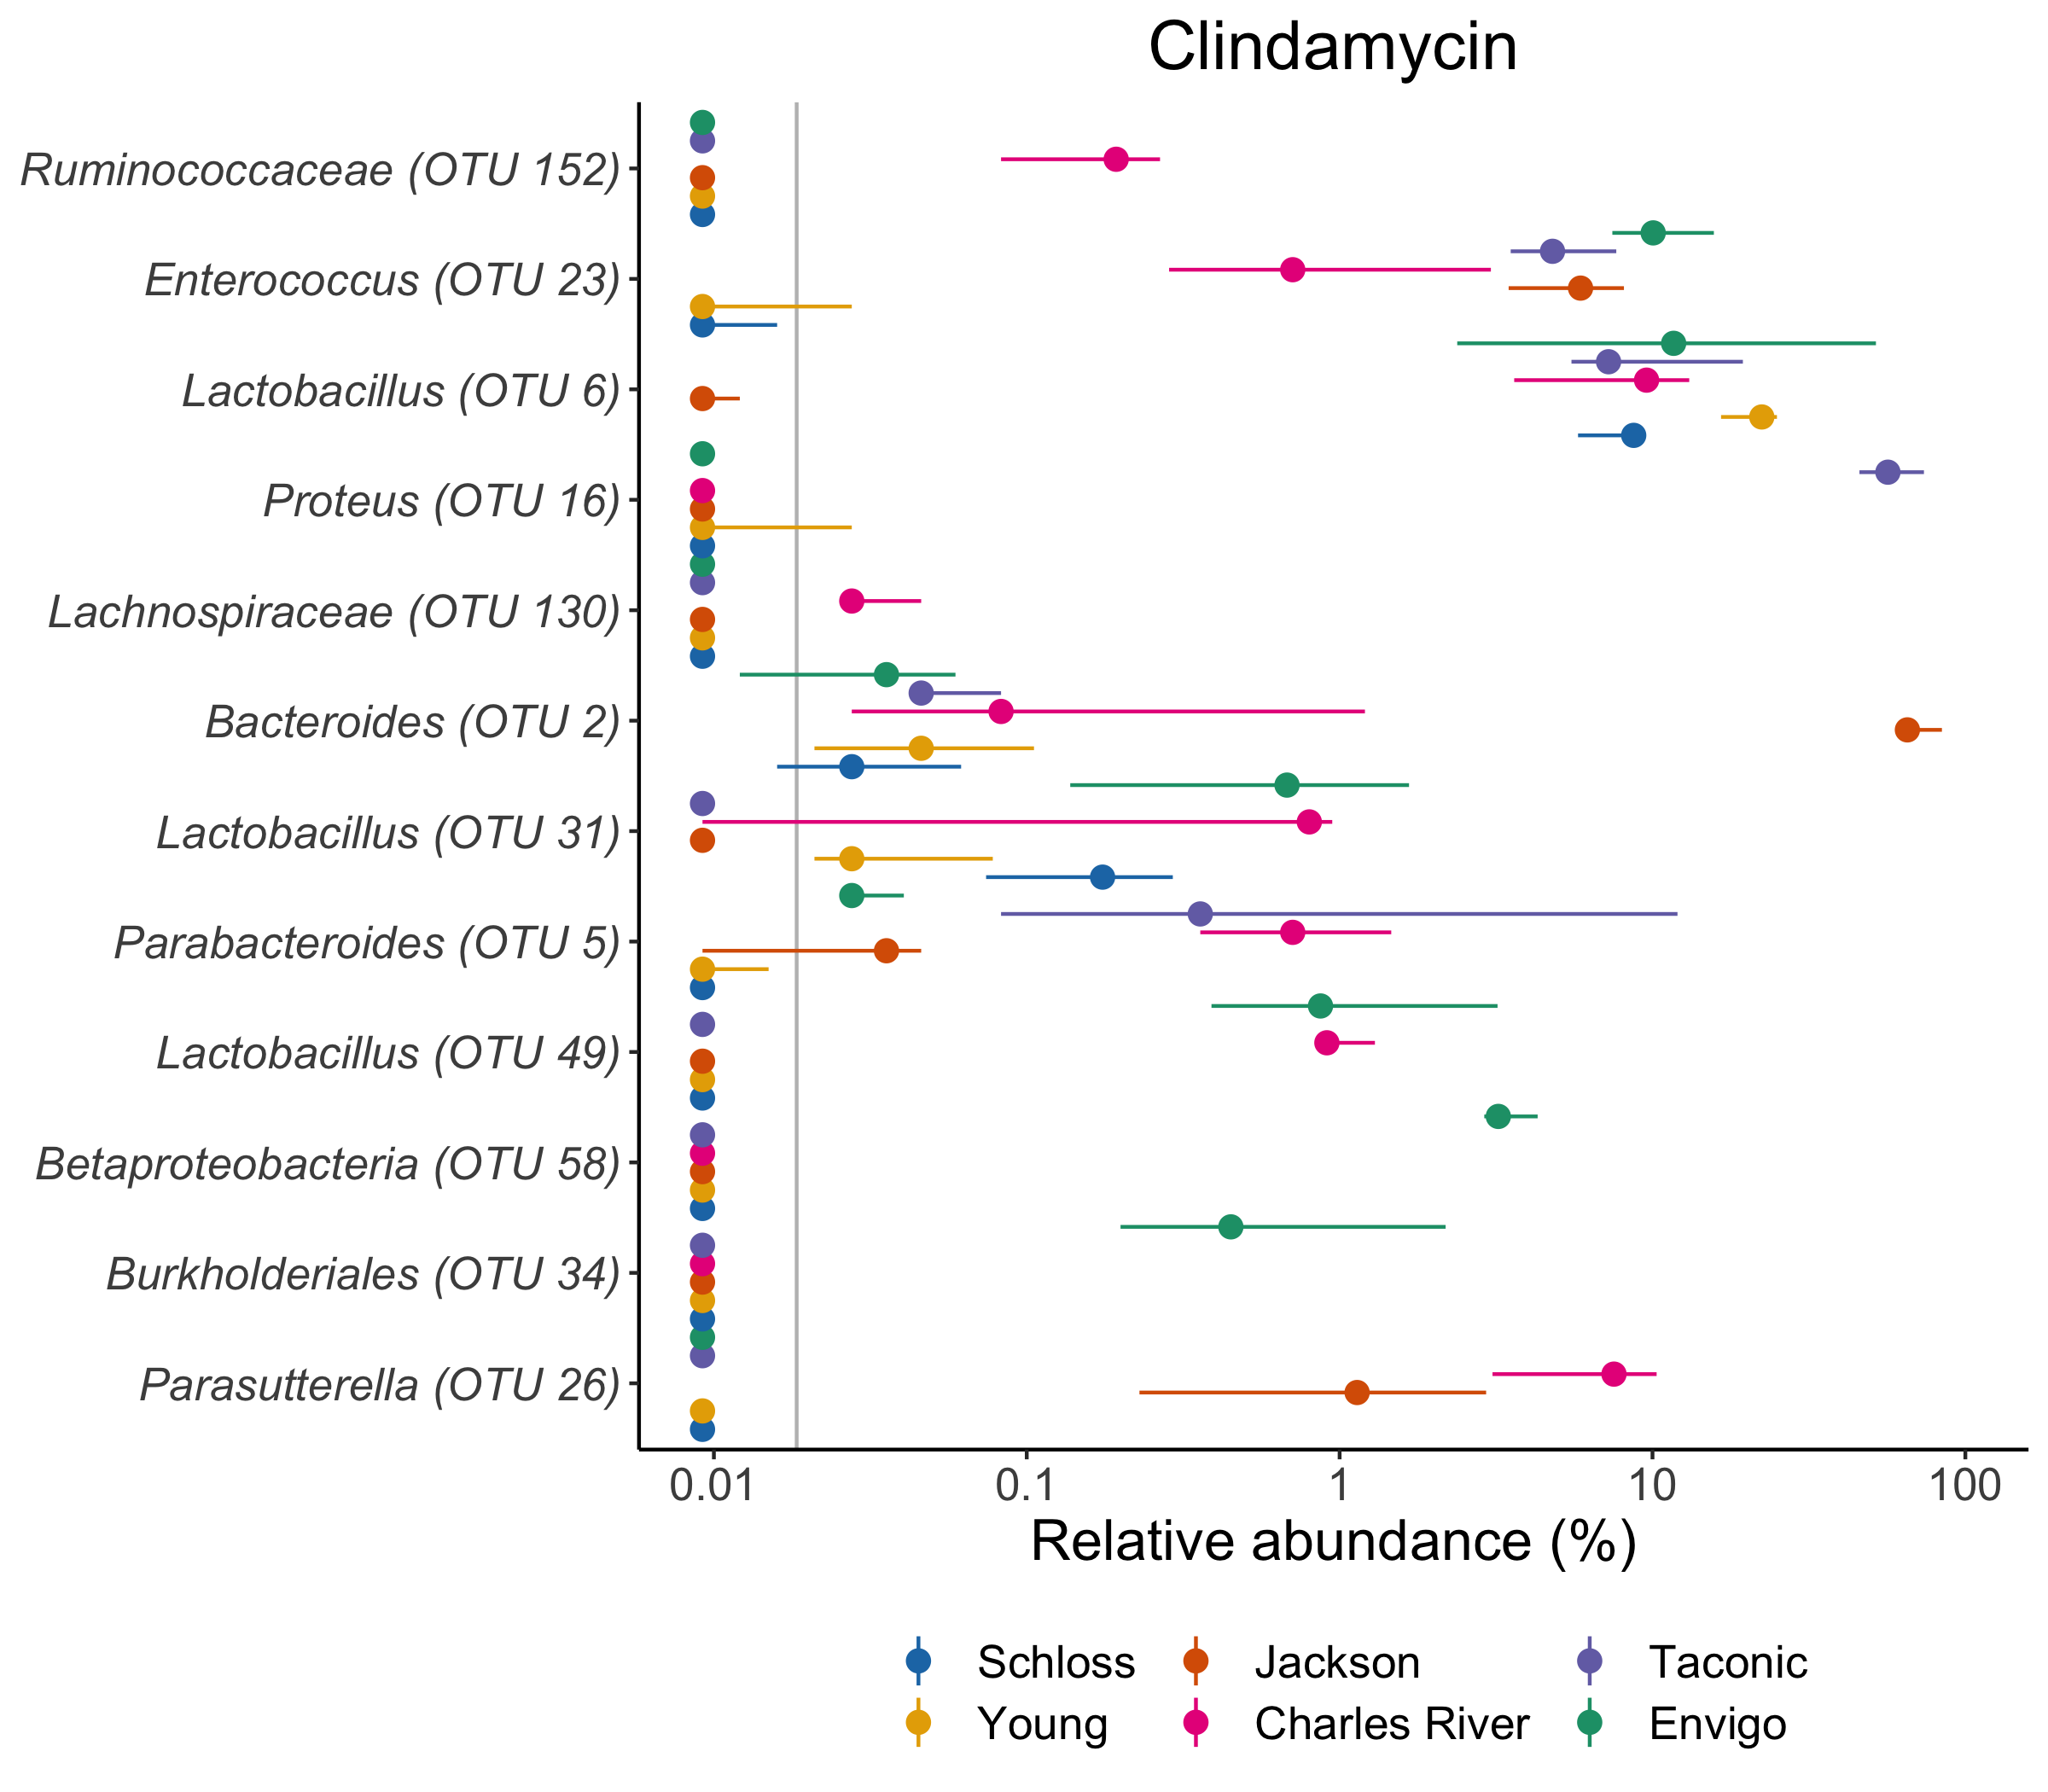 Clindamycin
Ruminococcaceae (OTU 152)
Enterococcus (OTU 23)
Lactobacillus (OTU 6)
Proteus (OTU 16)
Lachnospiraceae (OTU 130)
Bacteroides (OTU 2)
Lactobacillus (OTU 31)
Parabacteroides (OTU 5)
Lactobacillus (OTU 49)
Betaproteobacteria (OTU 58)
Burkholderiales (OTU 34)
Parasutterella (OTU 26)
0.01 0.1 1 10 100
Relative abundance (%)
Schloss Jackson Taconic
Young Charles River Envigo